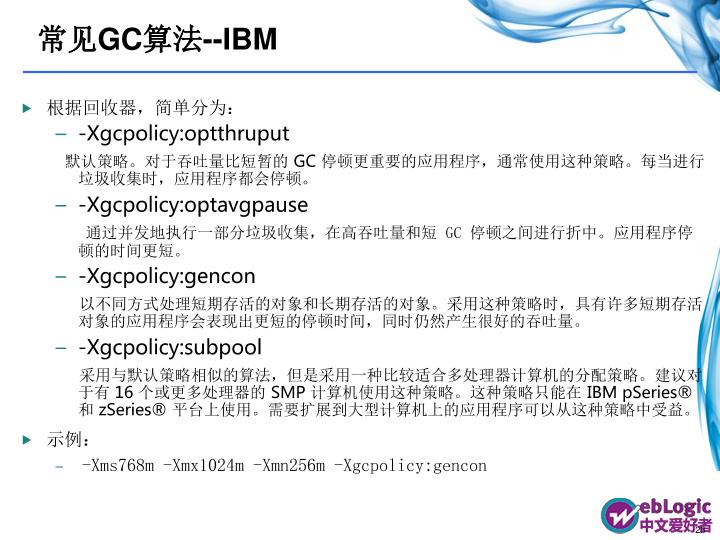 常见GC算法--IBM
根据回收器，简单分为：
– -Xgcpolicy:optthruput
默认策略。对于吞吐量比短暂的 GC 停顿更重要的应用程序，通常使用这种策略。每当进行
垃圾收集时，应用程序都会停顿。
– -Xgcpolicy:optavgpause
通过并发地执行一部分垃圾收集，在高吞吐量和短 GC 停顿之间进行折中。应用程序停
顿的时间更短。
– -Xgcpolicy:gencon
以不同方式处理短期存活的对象和长期存活的对象。采用这种策略时，具有许多短期存活
对象的应用程序会表现出更短的停顿时间，同时仍然产生很好的吞吐量。
– -Xgcpolicy:subpool
采用与默认策略相似的算法，但是采用一种比较适合多处理器计算机的分配策略。建议对
于有 16 个或更多处理器的 SMP 计算机使用这种策略。这种策略只能在 IBM pSeries®
和 zSeries® 平台上使用。需要扩展到大型计算机上的应用程序可以从这种策略中受益。
示例：
– -Xms768m -Xmx1024m -Xmn256m -Xgcpolicy:gencon
WebLogic
中文爱好者